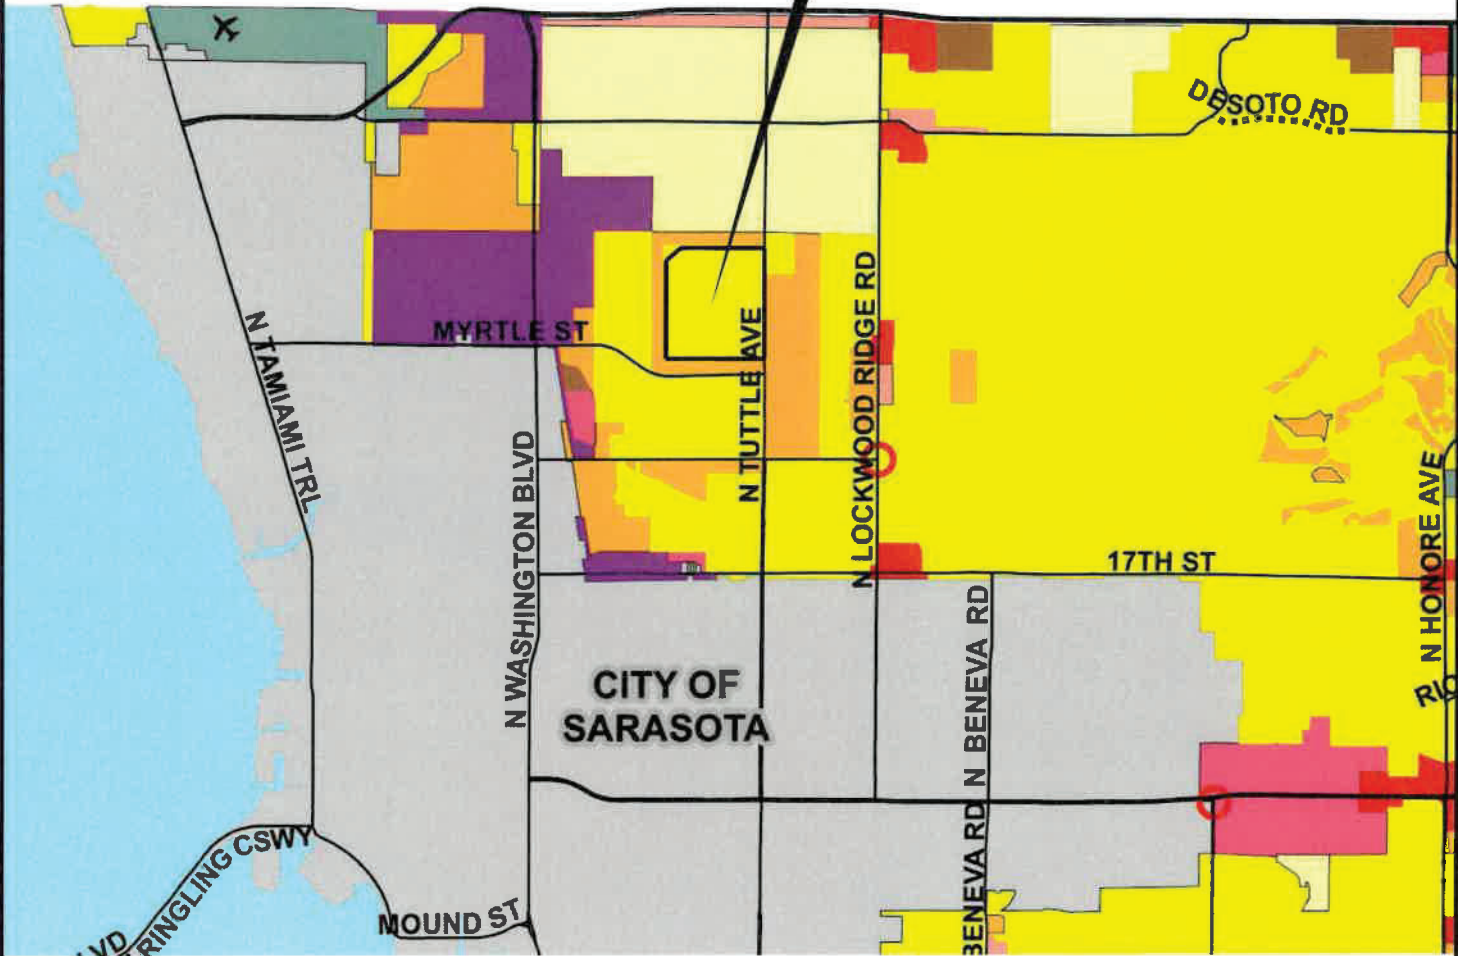 DESOTO RD
MYRTLE ST
N TAMIAMI TRL
N WASHINGTON BLVD
N TUTTLE AVE
N LOCKWOOD RIDGE RD
17TH ST
N HONORE AVE
N BENEVA RD
CITY OF
SARASOTA
BENEVA RD
RINGLING CSWY
MOUND ST